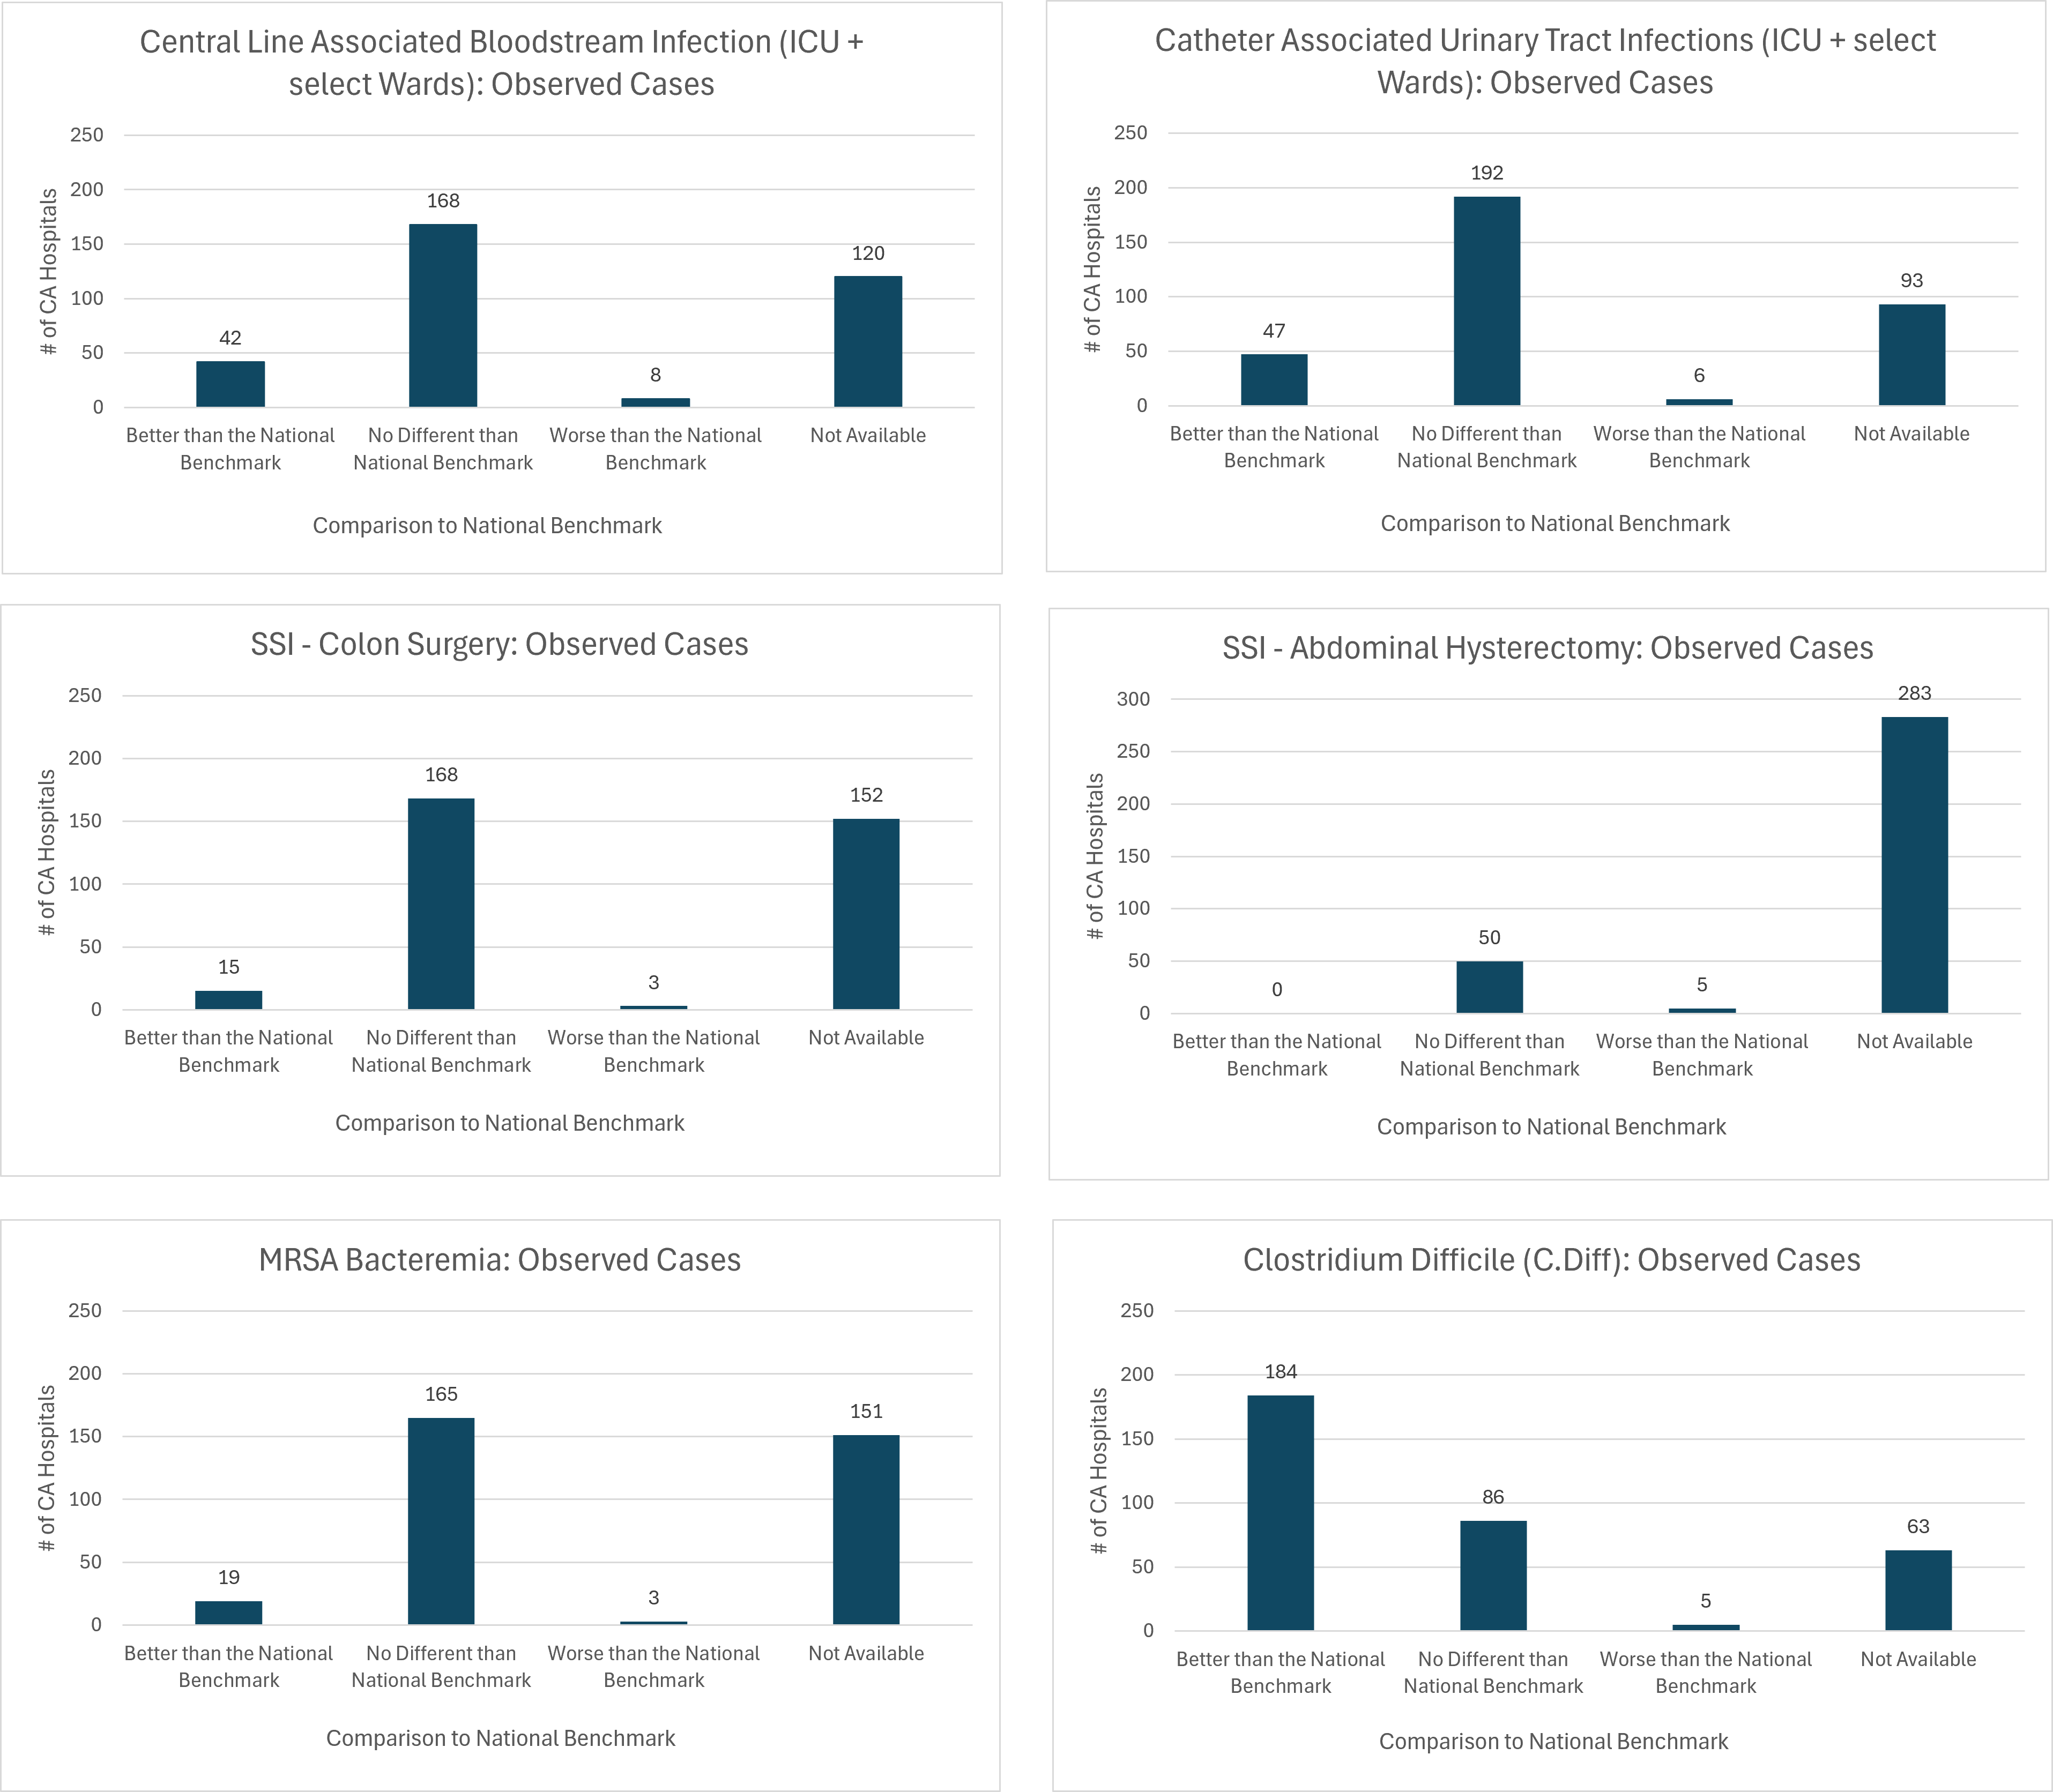 Central Line Associated Bloodstream Infection (ICU +
select Wards): Observed Cases
# of CA Hospitals
250
200
150
100
50
0
42
168
8
120
Better than the National
Benchmark
No Different than
National Benchmark
Worse than the National
Benchmark
Not Available
Comparison to National Benchmark
Catheter Associated Urinary Tract Infections (ICU + select
Wards): Observed Cases
# of CA Hospitals
250
200
150
100
50
0
47
192
6
93
Better than the National
Benchmark
No Different than
National Benchmark
Worse than the National
Benchmark
Not Available
Comparison to National Benchmark
SSI - Colon Surgery: Observed Cases
# of CA Hospitals
250
200
150
100
50
0
15
168
3
152
Better than the National
Benchmark
No Different than
National Benchmark
Worse than the National
Benchmark
Not Available
Comparison to National Benchmark
SSI - Abdominal Hysterectomy: Observed Cases
# of CA Hospitals
300
250
200
150
100
50
0
0
50
5
283
Better than the National
Benchmark
No Different than
National Benchmark
Worse than the National
Benchmark
Not Available
Comparison to National Benchmark
MRSA Bacteremia: Observed Cases
# of CA Hospitals
250
200
150
100
50
0
19
165
3
151
Better than the National
Benchmark
No Different than
National Benchmark
Worse than the National
Benchmark
Not Available
Comparison to National Benchmark
Clostridium Difficile (C.Diff): Observed Cases
# of CA Hospitals
250
200
150
100
50
0
184
86
5
63
Better than the National
Benchmark
No Different than
National Benchmark
Worse than the National
Benchmark
Not Available
Comparison to National Benchmark